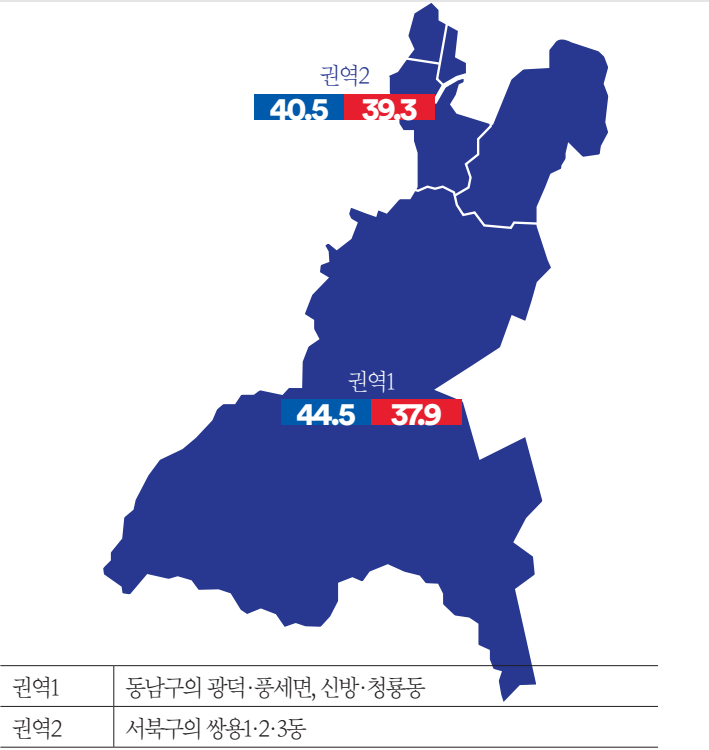 권역2
40.5 39.3
권역1
44.5 37.9
권역1 동남구의 광덕·풍세면, 신방·청룡동
권역2 서북구의 쌍용1·2·3동